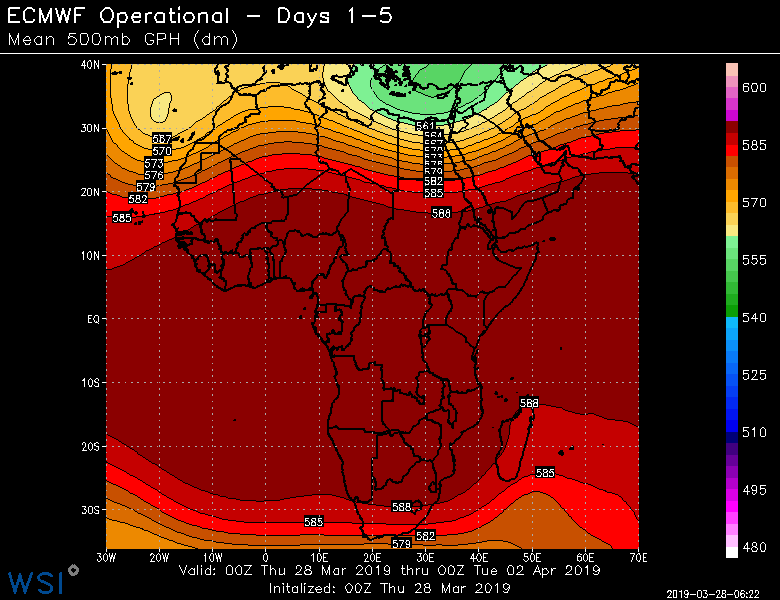 ECMWF Operational – Days 1–5
Mean 500mb GPH (dm)
40N
30N
20N
10N
EQ
10S
20S
30S
30W 20W 10W 0 10E 20E 30E 40E 50E 60E 70E
567
570
573
576
579
582
585
561
564
567
570
573
576
579
582
585
588
588
585
588
585
582
579
600
585
570
555
540
525
510
495
480
Valid: 00Z Thu 28 Mar 2019 thru 00Z Tue 02 Apr 2019
Initalized: 00Z Thu 28 Mar 2019
WSI
2019–03–28–06:22